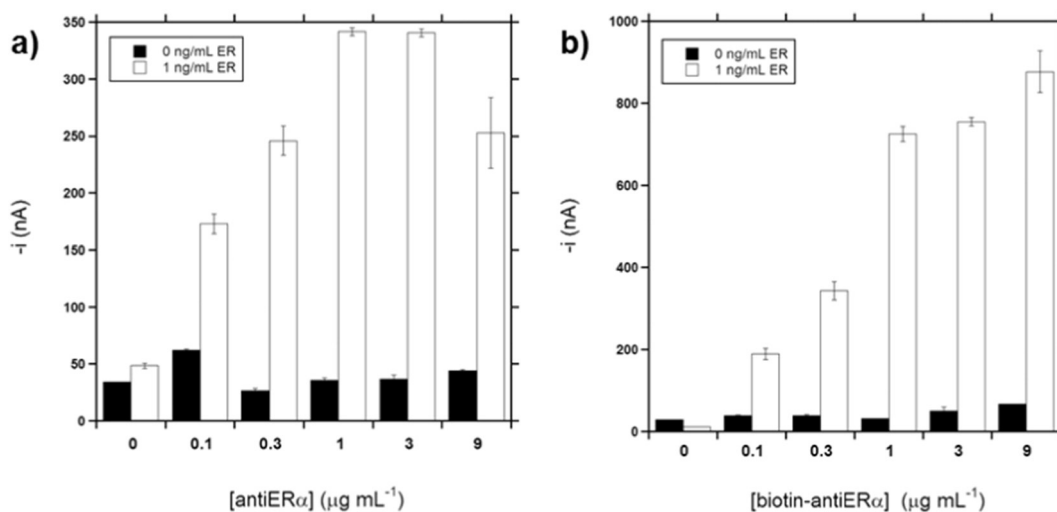 a)
350
300
250
200
150
100
50
0
-i (nA)
0 ng/mL ER
1 ng/mL ER
0 0.1 0.3 1 3 9
[antiERα] (μg mL⁻¹)
b)
1000
800
600
400
200
0
-i (nA)
0 ng/mL ER
1 ng/mL ER
0 0.1 0.3 1 3 9
[biotin-antiERα] (μg mL⁻¹)